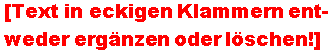 [Text in eckigen Klammern ent-
weder ergänzen oder löschen!]